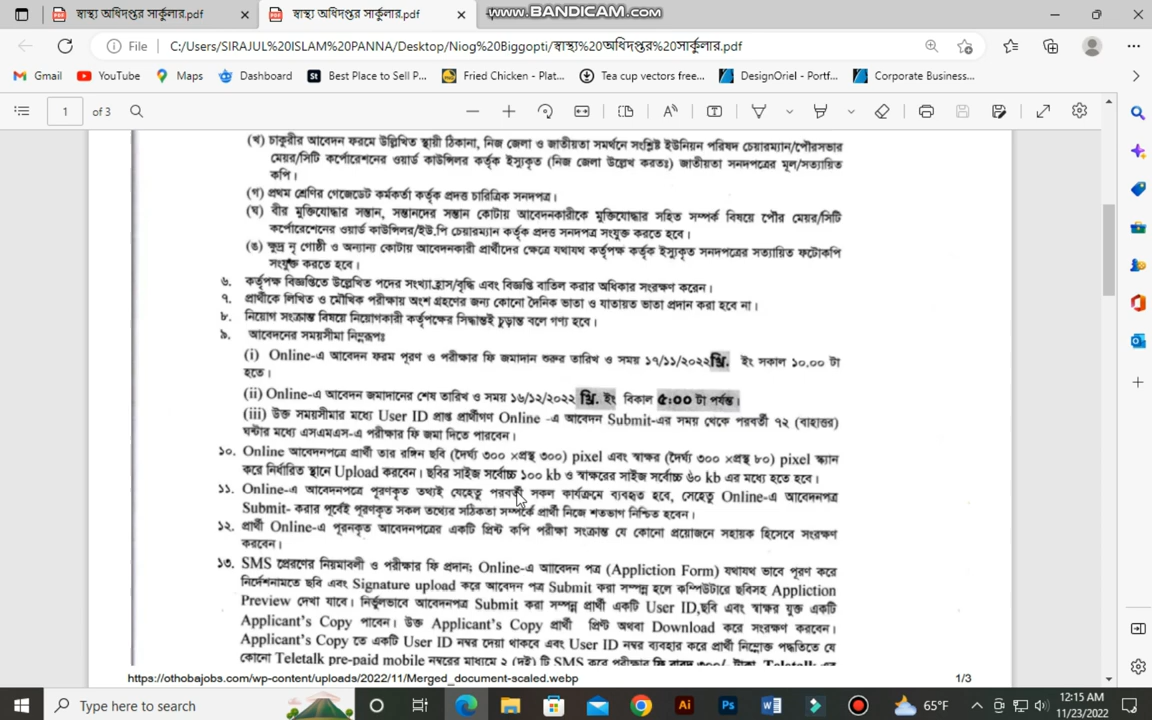 স্বাস্থ্য অধিদপ্তর সার্কুলার.pdf
স্বাস্থ্য অধিদপ্তর সার্কুলার.pdf
www.BANDICAM.com
File
C:/Users/SIRAJUL%20ISLAM%20PANNA/Desktop/Niog%20Biggopti/স্বাস্থ্য%20অধিদপ্তর%20সার্কুলার.pdf
Gmail
YouTube
Maps
Dashboard
Best Place to Sell P...
Fried Chicken - Plat...
Tea cup vectors free...
DesignOriel - Portf...
Corporate Business...
1 of 3
(খ) চাকুরীর আবেদন ফরমে উল্লিখিত স্থায়ী ঠিকানা, নিজ জেলা ও জাতীয়তা সমর্থনে সংশ্লিষ্ট ইউনিয়ন পরিষদ চেয়ারম্যান/পৌরসভার
মেয়র/সিটি কর্পোরেশনের ওয়ার্ড কাউন্সিলর কর্তৃক ইস্যুকৃত (নিজ জেলা উল্লেখ করতঃ) জাতীয়তা সনদপত্রের মূল/সত্যায়িত
কপি।
(গ) প্রথম শ্রেণির গেজেটেড কর্মকর্তা কর্তৃক প্রদত্ত চারিত্রিক সনদপত্র।
(ঘ) বীর মুক্তিযোদ্ধার সন্তান, সন্তানদের সন্তান কোটায় আবেদনকারীকে মুক্তিযোদ্ধার সহিত সম্পর্ক বিষয়ে পৌর মেয়র/সিটি
কর্পোরেশনের ওয়ার্ড কাউন্সিলর/ইউ.পি চেয়ারম্যান কর্তৃক প্রদত্ত সনদপত্র সংযুক্ত করতে হবে।
(ঙ) ক্ষুদ্র নৃ গোষ্ঠী ও অন্যান্য কোটায় আবেদনকারী প্রার্থীদের ক্ষেত্রে যথাযথ কর্তৃপক্ষ কর্তৃক ইস্যুকৃত সনদপত্রের সত্যায়িত ফটোকপি
সংযুক্ত করতে হবে।
৬. কর্তৃপক্ষ বিজ্ঞপ্তিতে উল্লেখিত পদের সংখ্যা হ্রাস/বৃদ্ধি এবং বিজ্ঞপ্তি বাতিল করার অধিকার সংরক্ষণ করেন।
৭. প্রার্থীকে লিখিত ও মৌখিক পরীক্ষায় অংশ গ্রহণের জন্য কোনো দৈনিক ভাতা ও যাতায়ত ভাতা প্রদান করা হবে না।
৮. নিয়োগ সংক্রান্ত বিষয়ে নিয়োগকারী কর্তৃপক্ষের সিদ্ধান্তই চুড়ান্ত বলে গণ্য হবে।
৯. আবেদনের সময়সীমা নিম্নরূপঃ
(i) Online-এ আবেদন ফরম পূরণ ও পরীক্ষার ফি জমাদান শুরুর তারিখ ও সময় ১৭/১১/২০২২খ্রি. ইং সকাল ১০.০০ টা
হতে।
(ii) Online-এ আবেদন জমাদানের শেষ তারিখ ও সময় ১৬/১২/২০২২ খ্রি. ইং বিকাল ৫:০০ টা পর্যন্ত।
(iii) উক্ত সময়সীমার মধ্যে User ID প্রাপ্ত প্রার্থীগণ Online -এ আবেদন Submit-এর সময় থেকে পরবর্তী ৭২ (বাহাত্তর)
ঘন্টার মধ্যে এসএমএস-এ পরীক্ষার ফি জমা দিতে পারবেন।
১০. Online আবেদনপত্রে প্রার্থী তার রঙ্গিন ছবি (দৈর্ঘ্য ৩০০ ×প্রস্থ ৩০০) pixel এবং স্বাক্ষর (দৈর্ঘ্য ৩০০ ×প্রস্থ ৮০) pixel স্ক্যান
করে নির্ধারিত স্থানে Upload করবেন। ছবির সাইজ সর্বোচ্চ ১০০ kb ও স্বাক্ষরের সাইজ সর্বোচ্চ ৬০ kb এর মধ্যে হতে হবে।
১১. Online-এ আবেদনপত্রে পূরণকৃত তথ্যই যেহেতু পরবর্তী সকল কার্যক্রমে ব্যবহৃত হবে, সেহেতু Online-এ আবেদনপত্র
Submit- করার পূর্বেই পূরণকৃত সকল তথ্যের সঠিকতা সম্পর্কে প্রার্থী নিজে শতভাগ নিশ্চিত হবেন।
১২. প্রার্থী Online-এ পূরনকৃত আবেদনপত্রের একটি প্রিন্ট কপি পরীক্ষা সংক্রান্ত যে কোনো প্রয়োজনে সহায়ক হিসেবে সংরক্ষণ
করবেন।
১৩. SMS প্রেরণের নিয়মাবলী ও পরীক্ষার ফি প্রদান; Online-এ আবেদন পত্র (Appliction Form) যথাযথ ভাবে পূরণ করে
নির্দেশনামতে ছবি এবং Signature upload করে আবেদন পত্র Submit করা সম্পন্ন হলে কম্পিউটারে ছবিসহ Appliction
Preview দেখা যাবে। নির্ভুলভাবে আবেদনপত্র Submit করা সম্পন্ন প্রার্থী একটি User ID,ছবি এবং স্বাক্ষর যুক্ত একটি
Applicant's Copy পাবেন। উক্ত Applicant's Copy প্রার্থী প্রিন্ট অথবা Download করে সংরক্ষণ করবেন।
Applicant's Copy তে একটি User ID নম্বর দেয়া থাকবে এবং User ID নম্বর ব্যবহার করে প্রার্থী নিম্নোক্ত পদ্ধতিতে যে
কোনো Teletalk pre-paid mobile নম্বরের মাধ্যমে ২ (দুই) টি SMS করে পরীক্ষার ফি বাবদ
https://othobajobs.com/wp-content/uploads/2022/11/Merged_document-scaled.webp
1/3
Type here to search
65°F
12:15 AM
11/23/2022